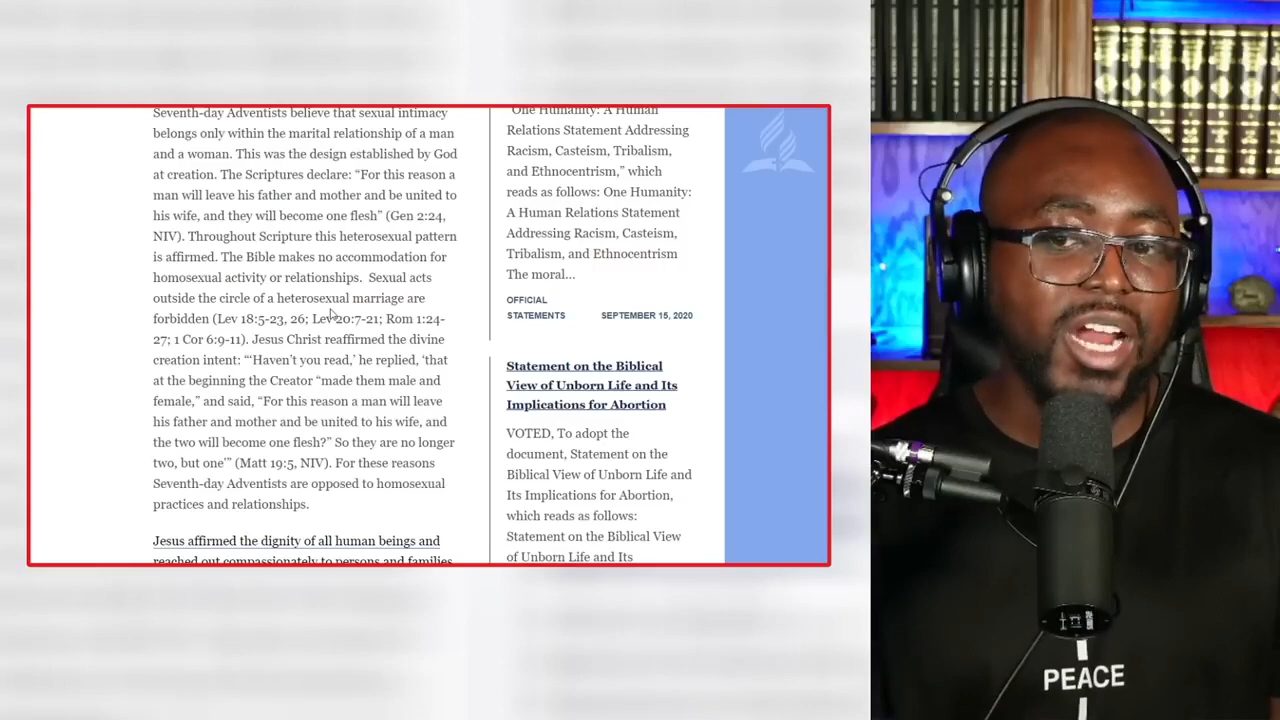 Seventh-day Adventists believe that sexual intimacy
belongs only within the marital relationship of a man
and a woman. This was the design established by God
at creation. The Scriptures declare: “For this reason a
man will leave his father and mother and be united to
his wife, and they will become one flesh” (Gen 2:24,
NIV). Throughout Scripture this heterosexual pattern
is affirmed. The Bible makes no accommodation for
homosexual activity or relationships.  Sexual acts
outside the circle of a heterosexual marriage are
forbidden (Lev 18:5-23, 26; Lev 20:7-21; Rom 1:24-
27; 1 Cor 6:9-11). Jesus Christ reaffirmed the divine
creation intent: “‘Haven’t you read,’ he replied, ‘that
at the beginning the Creator “made them male and
female,” and said, “For this reason a man will leave
his father and mother and be united to his wife, and
the two will become one flesh?” So they are no longer
two, but one’” (Matt 19:5, NIV). For these reasons
Seventh-day Adventists are opposed to homosexual
practices and relationships.
Jesus affirmed the dignity of all human beings and
reached out compassionately to persons and families
“One Humanity: A Human
Relations Statement Addressing
Racism, Casteism, Tribalism,
and Ethnocentrism,” which
reads as follows: One Humanity:
A Human Relations Statement
Addressing Racism, Casteism,
Tribalism, and Ethnocentrism
The moral...
OFFICIAL
STATEMENTS SEPTEMBER 15, 2020
Statement on the Biblical
View of Unborn Life and Its
Implications for Abortion
VOTED, To adopt the
document, Statement on the
Biblical View of Unborn Life and
Its Implications for Abortion,
which reads as follows:
Statement on the Biblical View
of Unborn Life and Its
PEACE